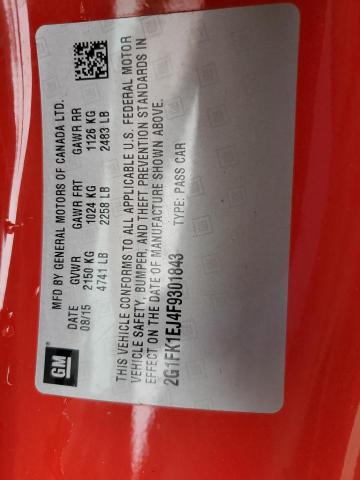 MFD BY GENERAL MOTORS OF CANADA LTD.
DATE GVWR GAWR FRT GAWR RR
08/15 2150 KG 1024 KG 1126 KG
4741 LB 2258 LB 2483 LB
THIS VEHICLE CONFORMS TO ALL APPLICABLE U.S. FEDERAL MOTOR
VEHICLE SAFETY, BUMPER, AND THEFT PREVENTION STANDARDS IN
EFFECT ON THE DATE OF MANUFACTURE SHOWN ABOVE.
2G1FK1EJ4F9301843 TYPE: PASS CAR
GM